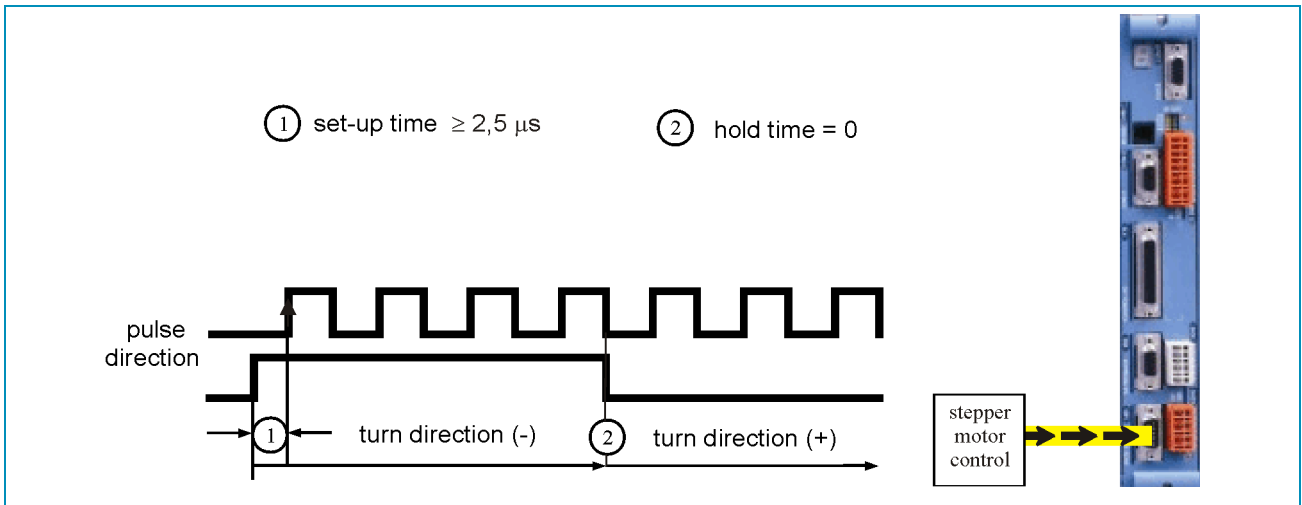 1 set-up time ≥ 2,5 μs
2 hold time = 0
pulse
direction
1 turn direction (-) 2 turn direction (+)
stepper
motor
control